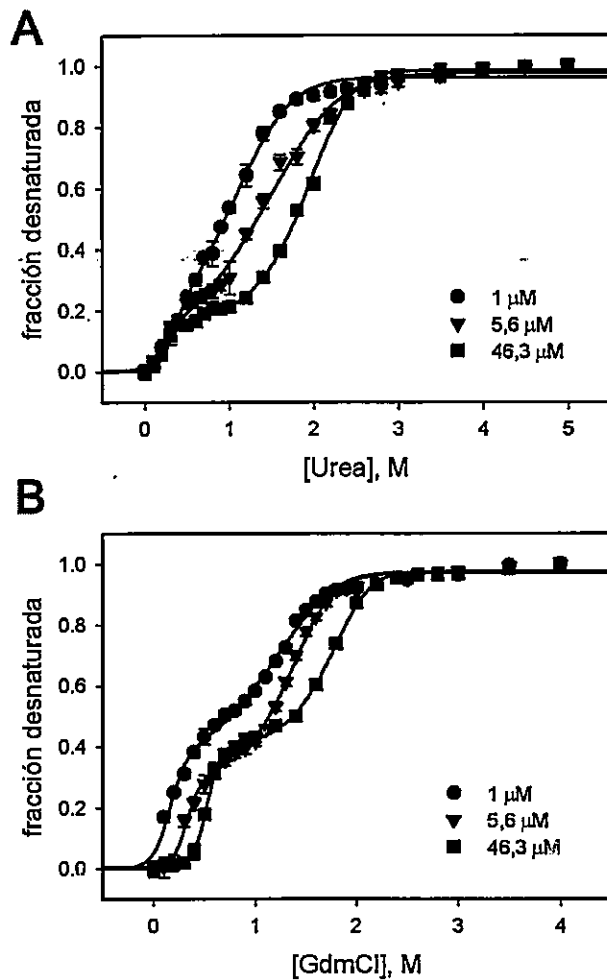 A
fracción desnaturada
1.0
0.8
0.6
0.4
0.2
0.0
1 µM
5,6 µM
46,3 µM
0 1 2 3 4 5
[Urea], M
B
fracción desnaturada
1.0
0.8
0.6
0.4
0.2
0.0
1 µM
5,6 µM
46,3 µM
0 1 2 3 4
[GdmCl], M